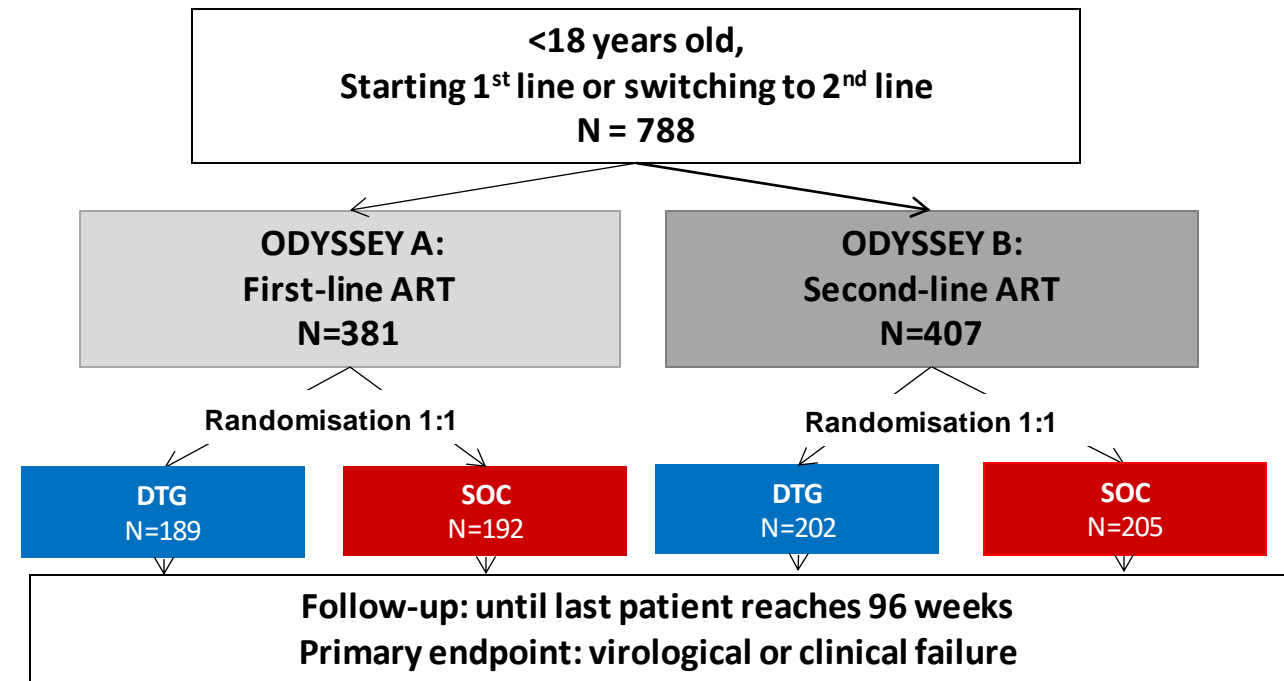 <18 years old,
Starting 1st line or switching to 2nd line
N = 788
ODYSSEY A:
First-line ART
N=381
ODYSSEY B:
Second-line ART
N=407
Randomisation 1:1
Randomisation 1:1
DTG
N=189
SOC
N=192
DTG
N=202
SOC
N=205
Follow-up: until last patient reaches 96 weeks
Primary endpoint: virological or clinical failure